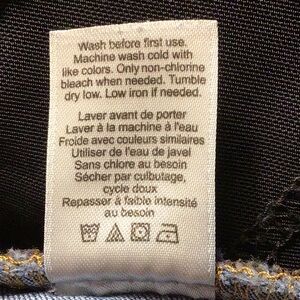 Wash before first use.
Machine wash cold with
like colors. Only non-chlorine
bleach when needed. Tumble
dry low. Low iron if needed.
Laver avant de porter
Laver à la machine à l'eau
Froide avec couleurs similaires
Utiliser de l'eau de javel
Sans chlore au besoin
Sécher par culbutage,
cycle doux
Repasser à faible intensité
au besoin